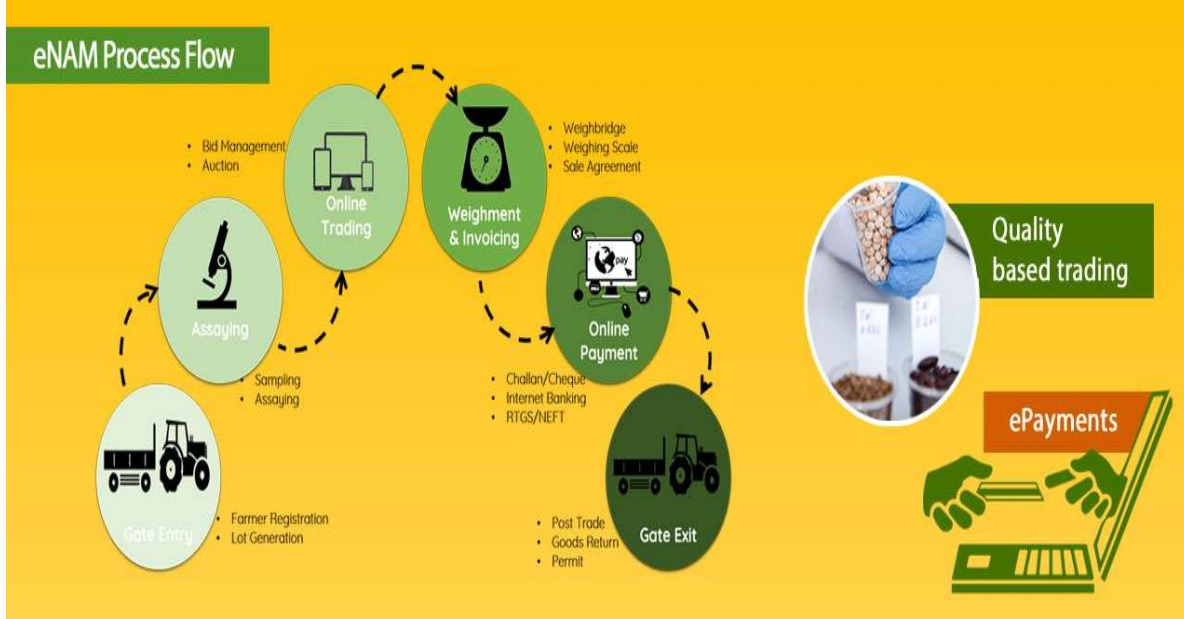 eNAM Process Flow
Gate Entry
• Farmer Registration
• Lot Generation
Assaying
• Sampling
• Assaying
Online
Trading
• Bid Management
• Auction
Weighment
& Invoicing
• Weighbridge
• Weighing Scale
• Sale Agreement
pay
Online
Payment
• Challan/Cheque
• Internet Banking
• RTGS/NEFT
Gate Exit
• Post Trade
• Goods Return
• Permit
Quality
based trading
ePayments